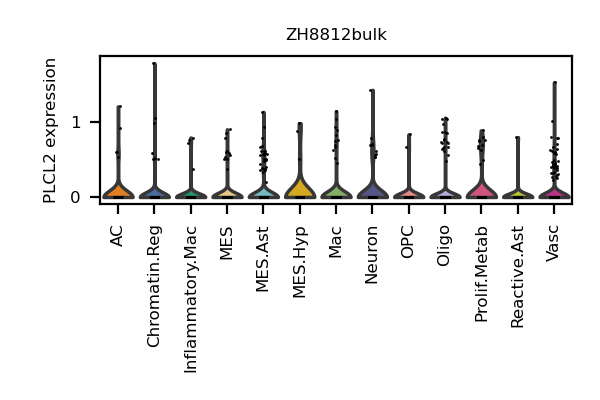 ZH8812bulk
PLCL2 expression
1
0
AC
Chromatin.Reg
Inflammatory.Mac
MES
MES.Ast
MES.Hyp
Mac
Neuron
OPC
Oligo
Prolif.Metab
Reactive.Ast
Vasc